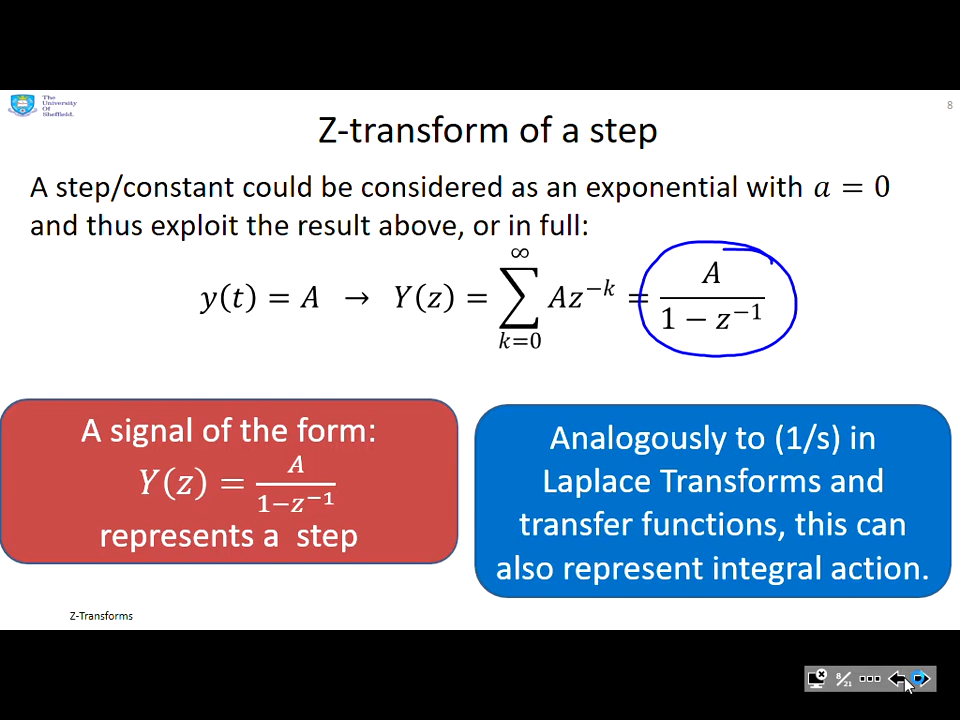 The
University
Of
Sheffield.
8
Z-transform of a step
A step/constant could be considered as an exponential with a = 0
and thus exploit the result above, or in full:
y(t) = A → Y(z) = ∑_{k=0}^{∞} Az^{−k} = A/(1 − z^{−1})
A signal of the form:
Y(z) = A/(1−z^{−1})
represents a step
Analogously to (1/s) in
Laplace Transforms and
transfer functions, this can
also represent integral action.
Z-Transforms
8/21